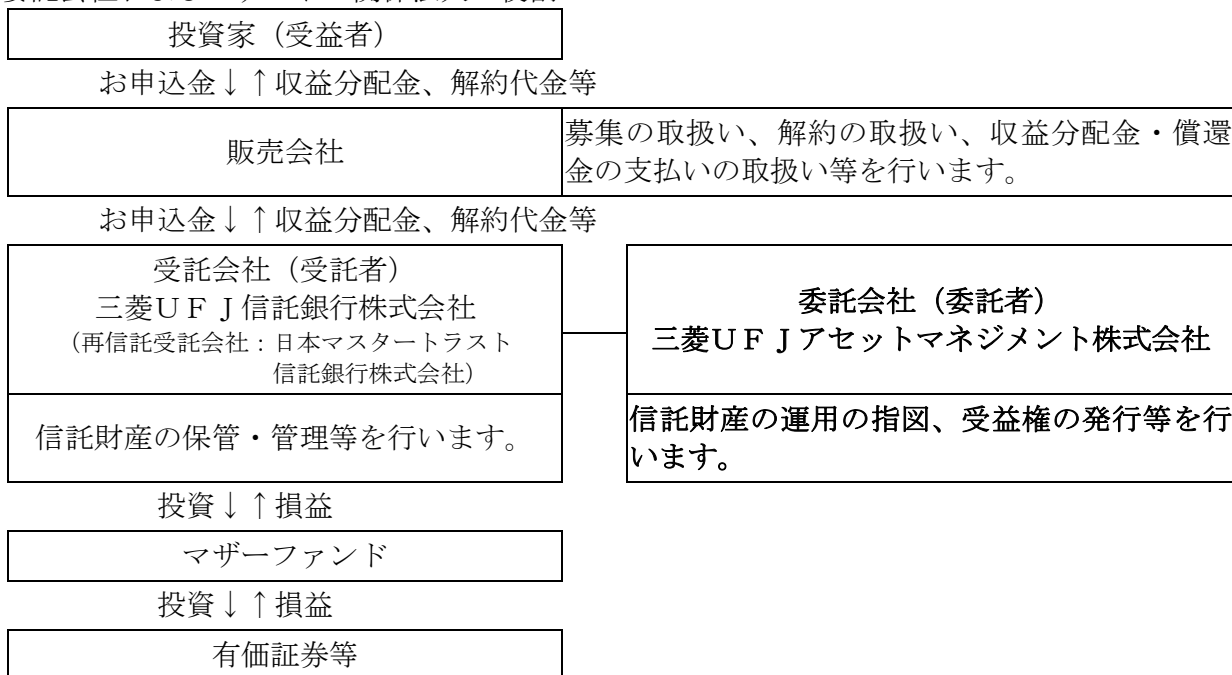 投資家（受益者）
お申込金↓↑収益分配金、解約代金等
販売会社
募集の取扱い、解約の取扱い、収益分配金・償還
金の支払いの取扱い等を行います。
お申込金↓↑収益分配金、解約代金等
受託会社（受託者）
三菱ＵＦＪ信託銀行株式会社
（再信託受託会社：日本マスタートラスト
信託銀行株式会社）
委託会社（委託者）
三菱ＵＦＪアセットマネジメント株式会社
信託財産の保管・管理等を行います。
信託財産の運用の指図、受益権の発行等を行
います。
投資↓↑損益
マザーファンド
投資↓↑損益
有価証券等